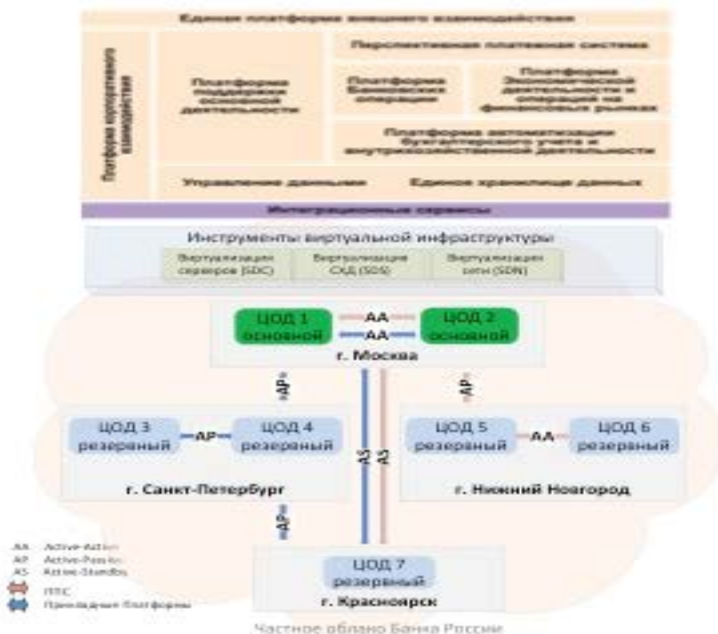 Единая платформа внешнего взаимодействия
Платформа корпоративного взаимодействия
Платформа поддержки основной деятельности
Перспективная платежная система
Платформа Банковских операций
Платформа Экономической деятельности и операций на финансовых рынках
Платформа автоматизации бухгалтерского учета и внутрихозяйственной деятельности
Управление данными
Единое хранилище данных
Интеграционные сервисы
Инструменты виртуальной инфраструктуры
Виртуализация серверов (SDC)
Виртуализация СХД (SDS)
Виртуализация сети (SDN)
ЦОД 1
основной
AA
AA
ЦОД 2
основной
г. Москва
AP
AP
ЦОД 3
резервный
AP
ЦОД 4
резервный
г. Санкт-Петербург
AS
AS
ЦОД 5
резервный
AA
ЦОД 6
резервный
г. Нижний Новгород
AP
ЦОД 7
резервный
г. Красноярск
AA Active-Active
AP Active-Passiv
AS Active-Standby
ППС
Прикладные Платформы
Частное облако Банка России